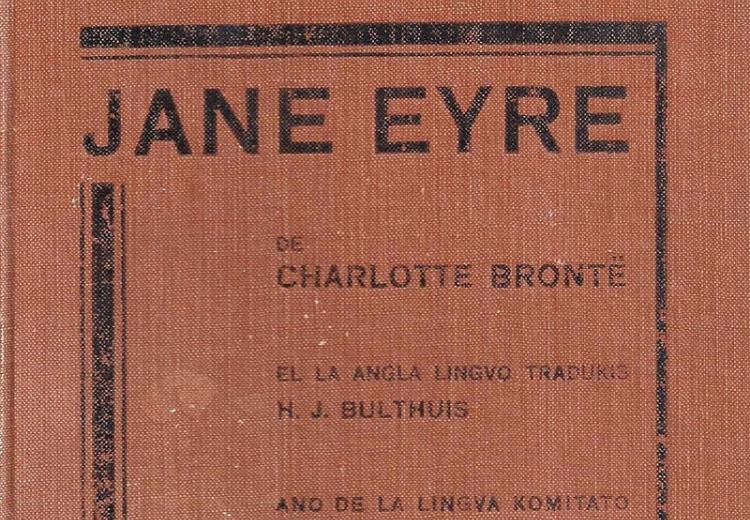 JANE EYRE
DE
CHARLOTTE BRONTË
EL LA ANGLA LINGVO TRADUKIS
H. J. BULTHUIS
ANO DE LA LINGVA KOMITATO